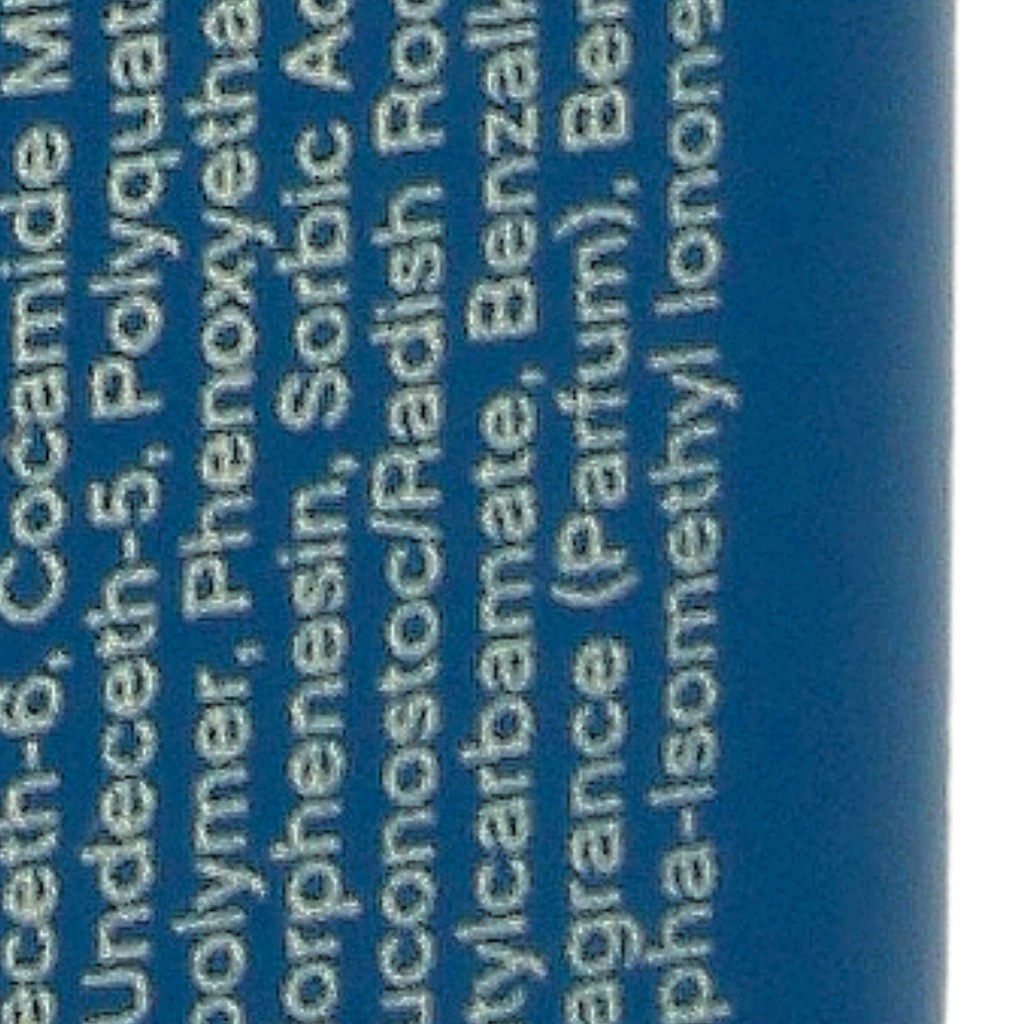 eceth-6, Cocamide MI
Undeceth-5, Polyquat
polymer, Phenoxyetha
orphenesin, Sorbic Ac
uconostoc/Radish Roo
tylcarbamate, Benzalk
agrance (Parfum), Ben
pha-Isomethyl Ionone